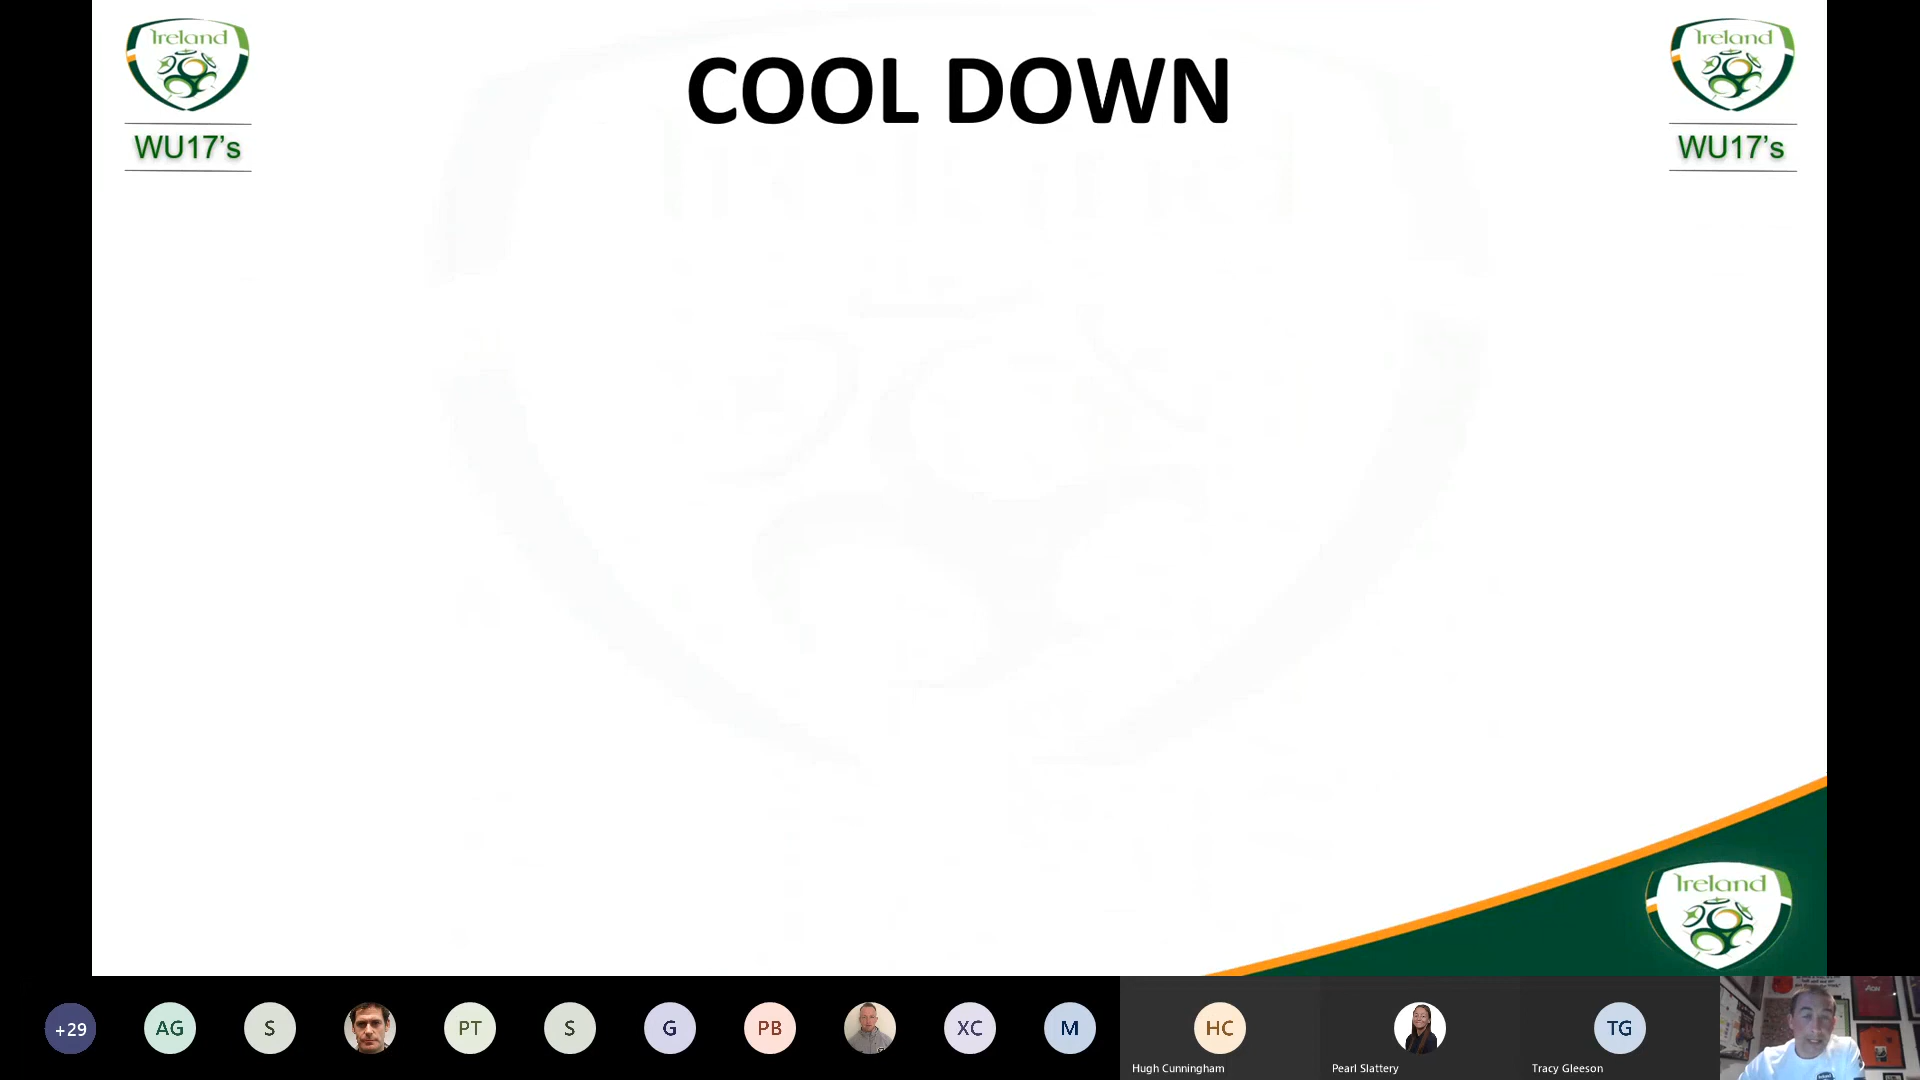 Ireland
Ireland
COOL DOWN
WU17's
WU17's
Ireland
+29
AG
S
PT
S
G
PB
XC
M
HC
TG
Hugh Cunningham
Pearl Slattery
Tracy Gleeson